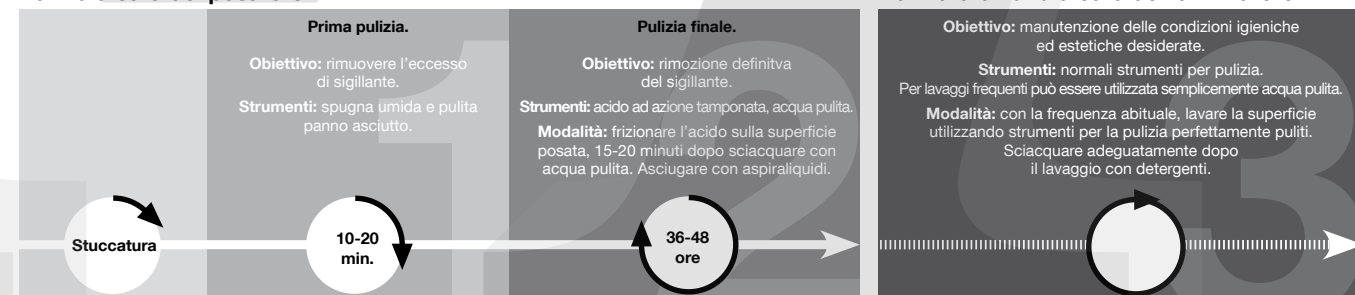 Prima pulizia.
Obiettivo: rimuovere l'eccesso
di sigillante.
Strumenti: spugna umida e pulita
panno asciutto.
Pulizia finale.
Obiettivo: rimozione definitva
del sigillante.
Strumenti: acido ad azione tamponata, acqua pulita.
Modalità: frizionare l'acido sulla superficie
posata, 15-20 minuti dopo sciacquare con
acqua pulita. Asciugare con aspiraliquidi.
Obiettivo: manutenzione delle condizioni igieniche
ed estetiche desiderate.
Strumenti: normali strumenti per pulizia.
Per lavaggi frequenti può essere utilizzata semplicemente acqua pulita.
Modalità: con la frequenza abituale, lavare la superficie
utilizzando strumenti per la pulizia perfettamente puliti.
Sciacquare adeguatamente dopo
il lavaggio con detergenti.
Stuccatura
10-20
min.
36-48
ore
1
2
3